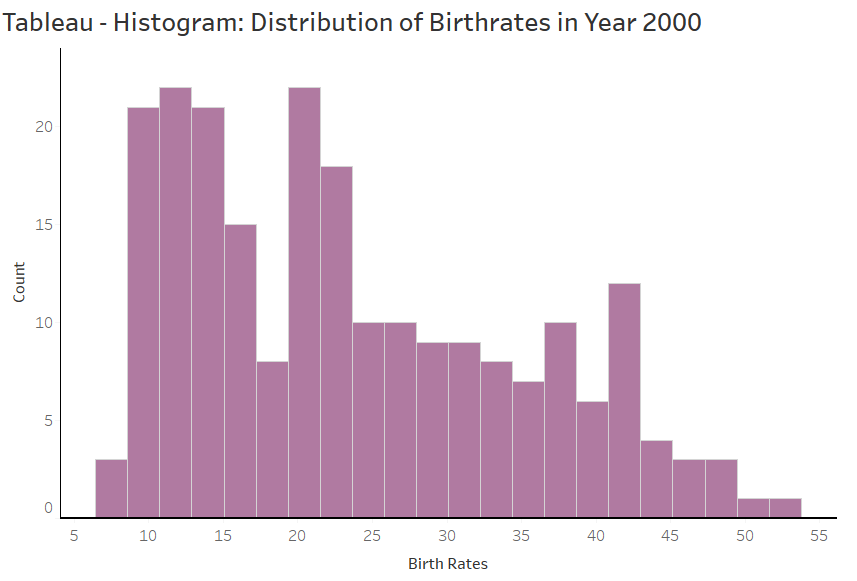 Tableau - Histogram: Distribution of Birthrates in Year 2000
Count
20
15
10
5
0
5 10 15 20 25 30 35 40 45 50 55
Birth Rates